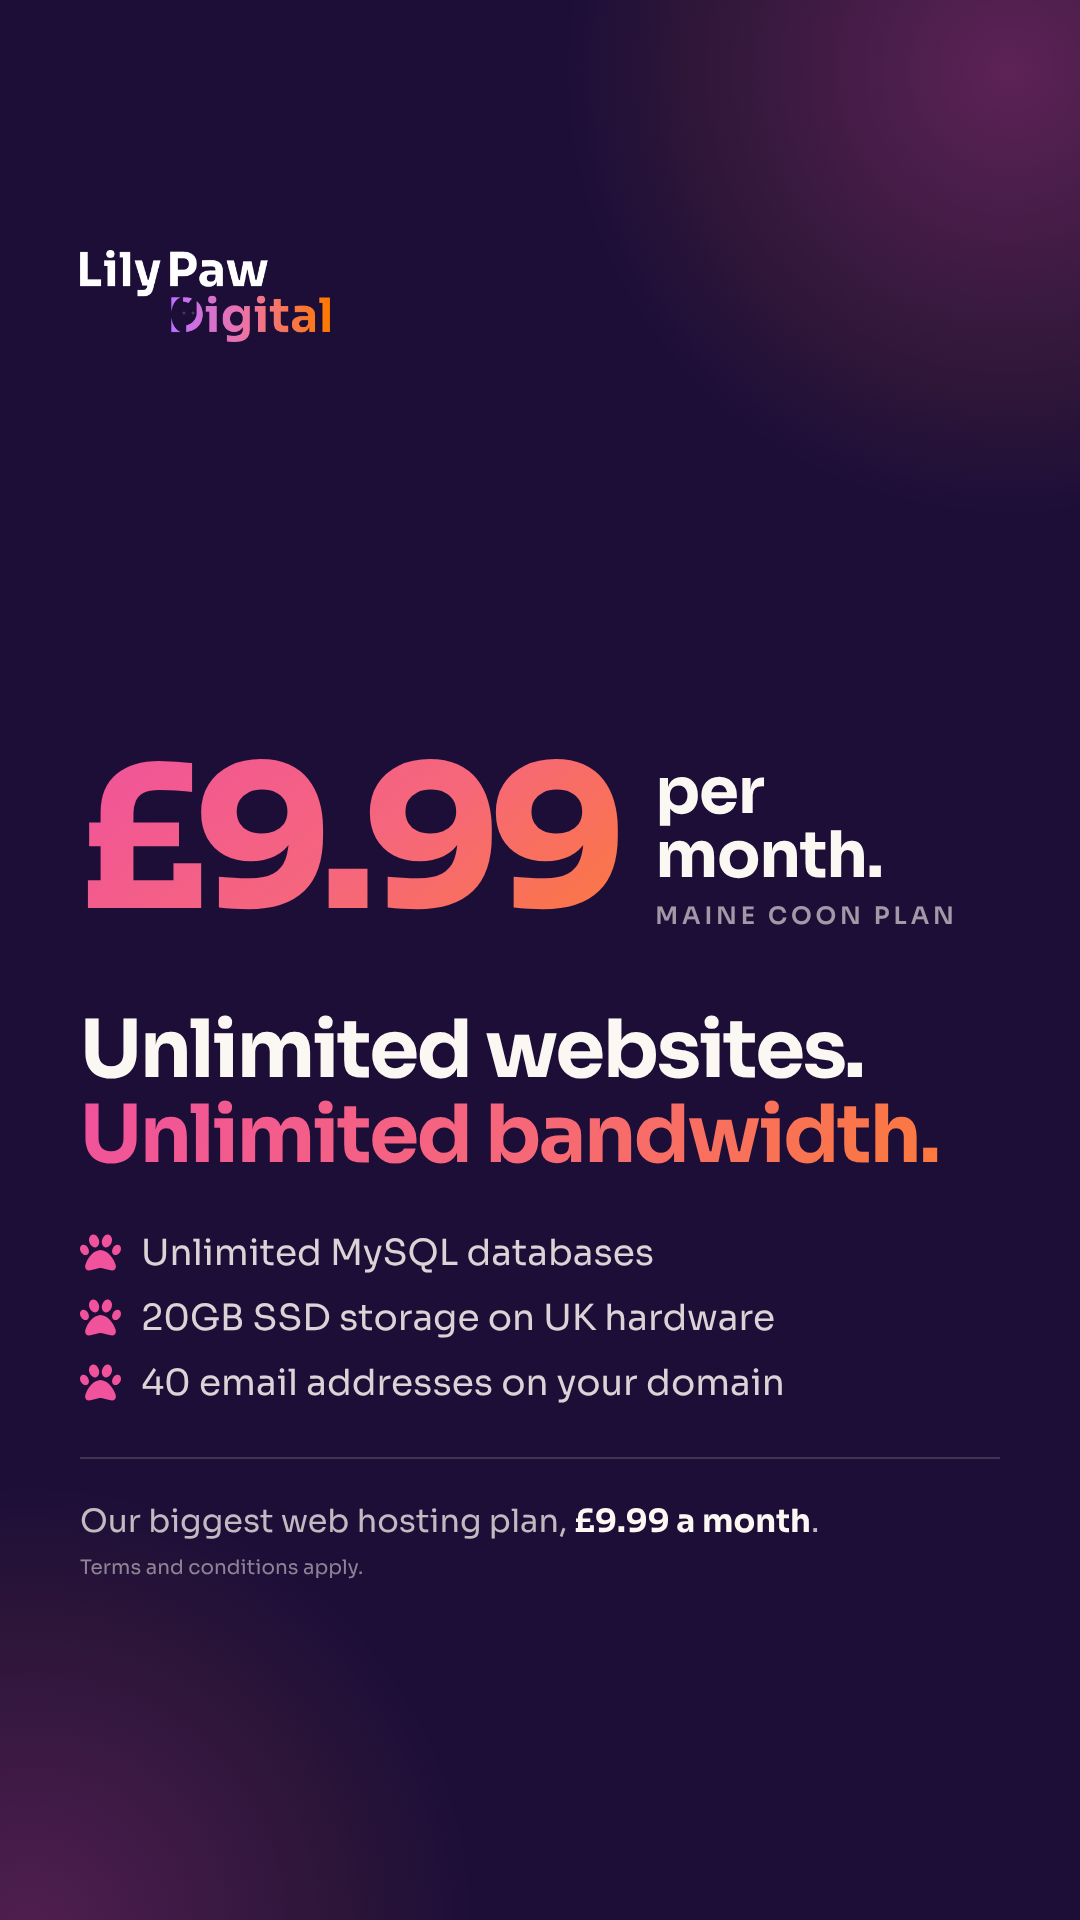 Lily Paw
Digital
£9.99
per
month.
MAINE COON PLAN
Unlimited websites.
Unlimited bandwidth.
Unlimited MySQL databases
20GB SSD storage on UK hardware
40 email addresses on your domain
Our biggest web hosting plan, £9.99 a month.
Terms and conditions apply.